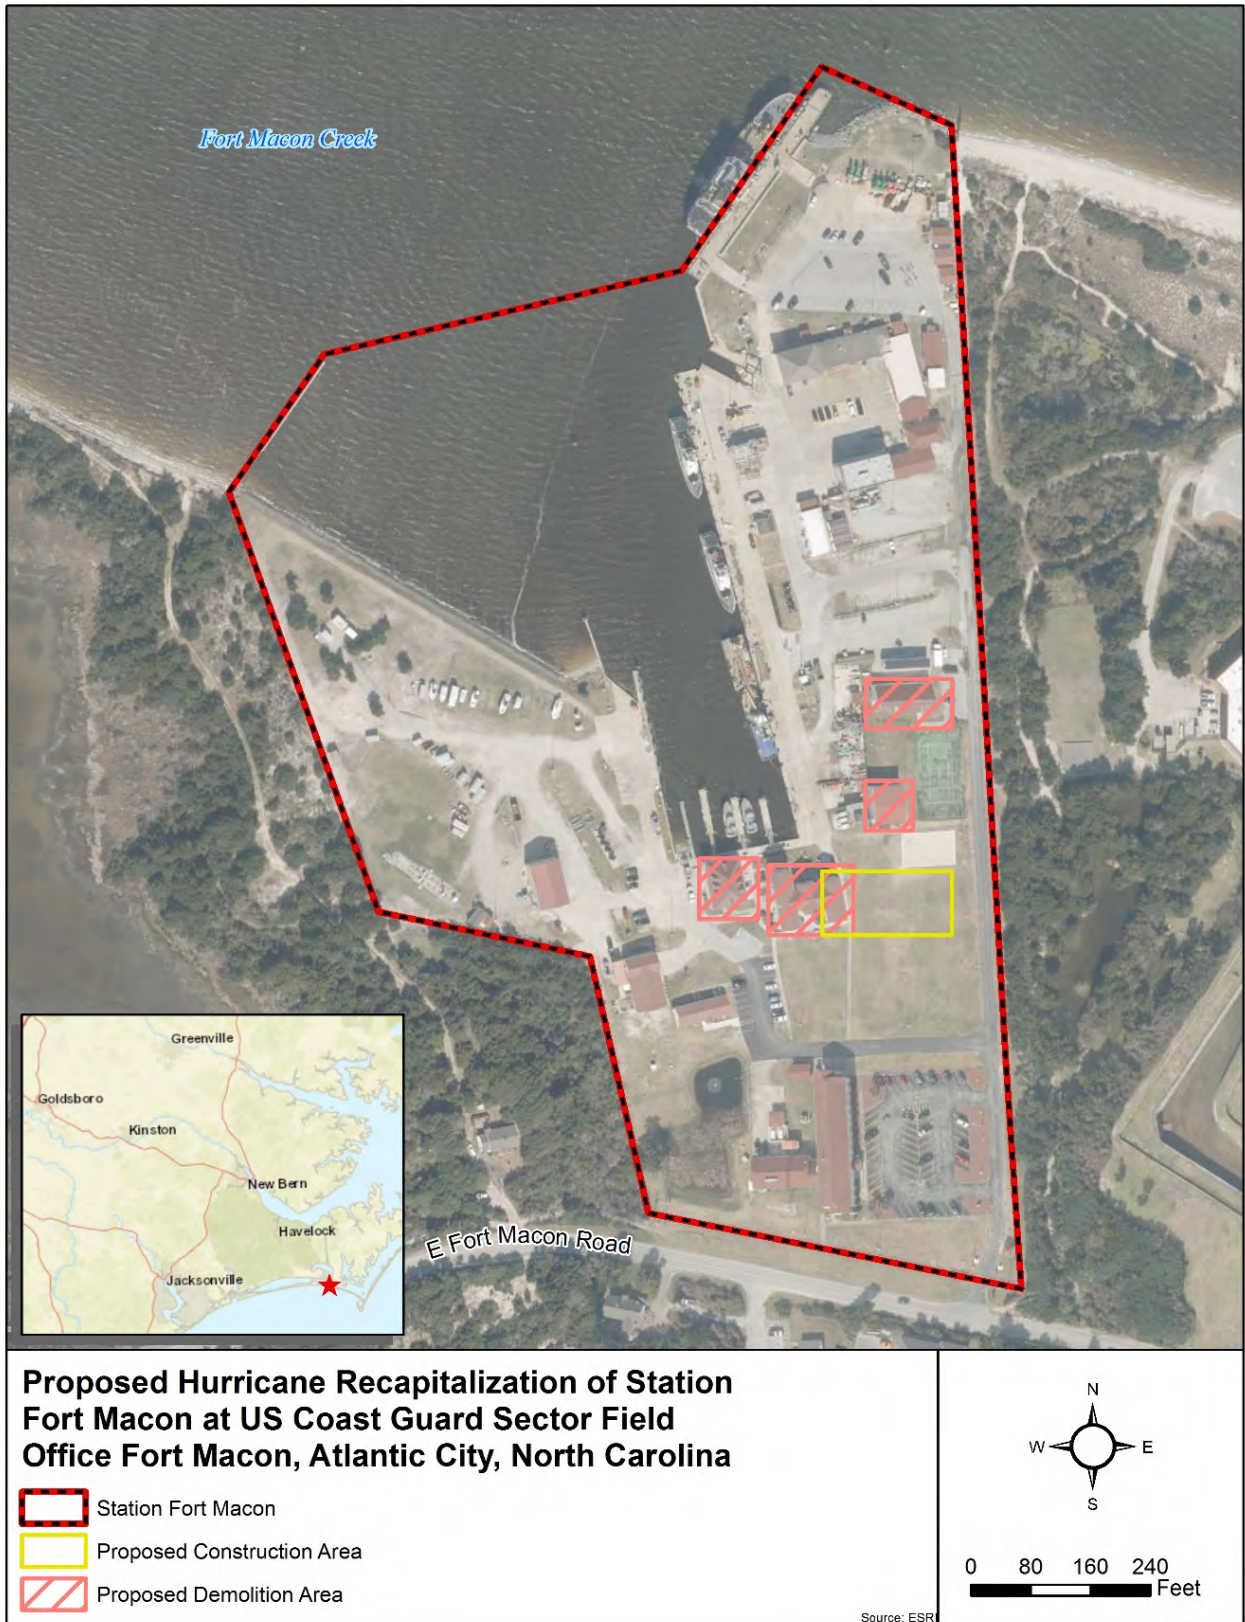 Fort Macon Creek
E Fort Macon Road
Greenville
Goldsboro
Kinston
New Bern
Havelock
Jacksonville
Proposed Hurricane Recapitalization of Station
Fort Macon at US Coast Guard Sector Field
Office Fort Macon, Atlantic City, North Carolina
Station Fort Macon
Proposed Construction Area
Proposed Demolition Area
N
W E
S
0 80 160 240
Feet
Source: ESRI